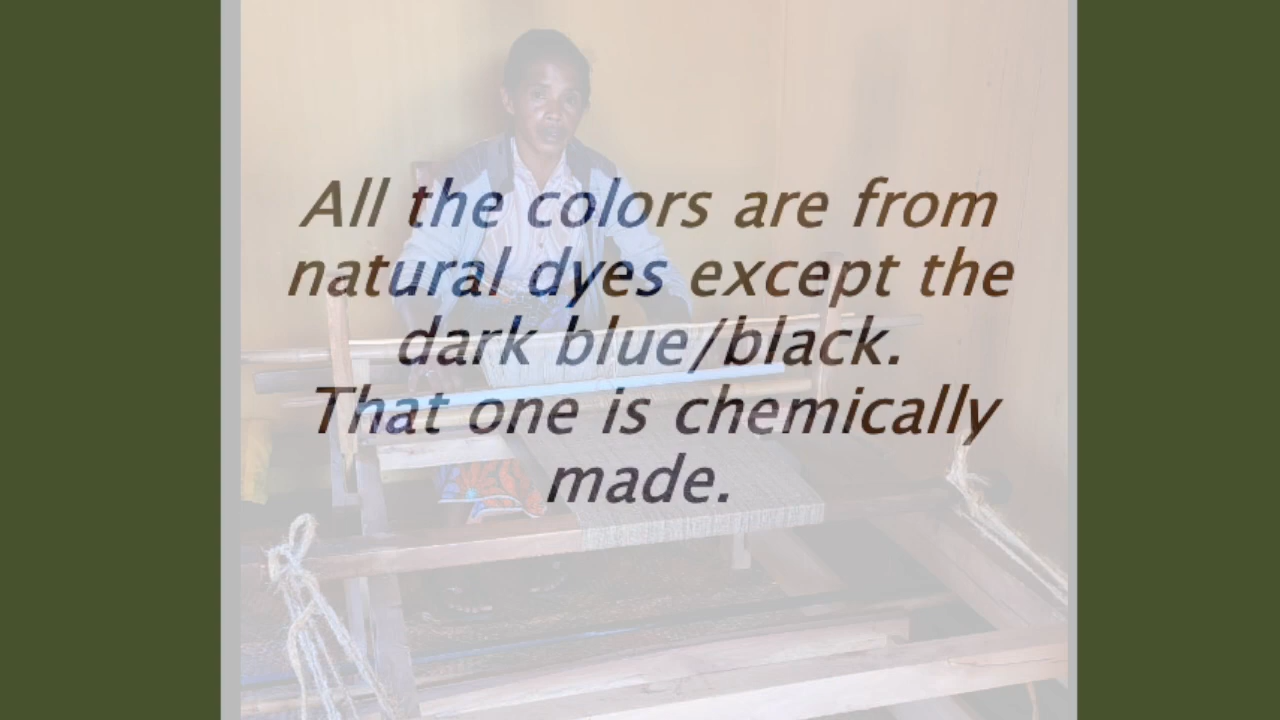 All the colors are from
natural dyes except the
dark blue/black.
That one is chemically
made.